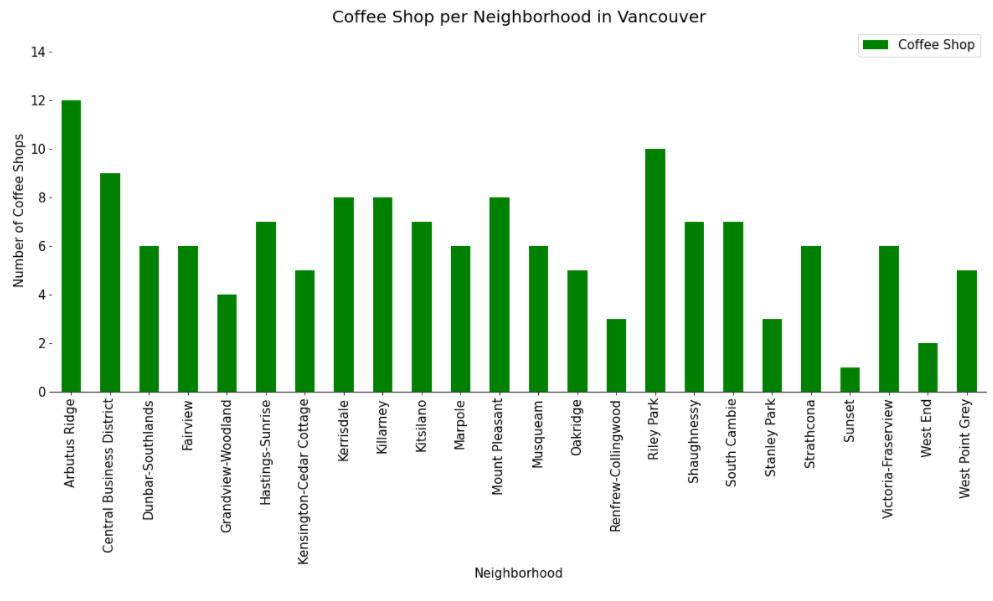 Coffee Shop per Neighborhood in Vancouver
Coffee Shop
Number of Coffee Shops
14
12
10
8
6
4
2
0
Arbutus Ridge
Central Business District
Dunbar-Southlands
Fairview
Grandview-Woodland
Hastings-Sunrise
Kensington-Cedar Cottage
Kerrisdale
Killarney
Kitsilano
Marpole
Mount Pleasant
Musqueam
Oakridge
Renfrew-Collingwood
Riley Park
Shaughnessy
South Cambie
Stanley Park
Strathcona
Sunset
Victoria-Fraserview
West End
West Point Grey
Neighborhood